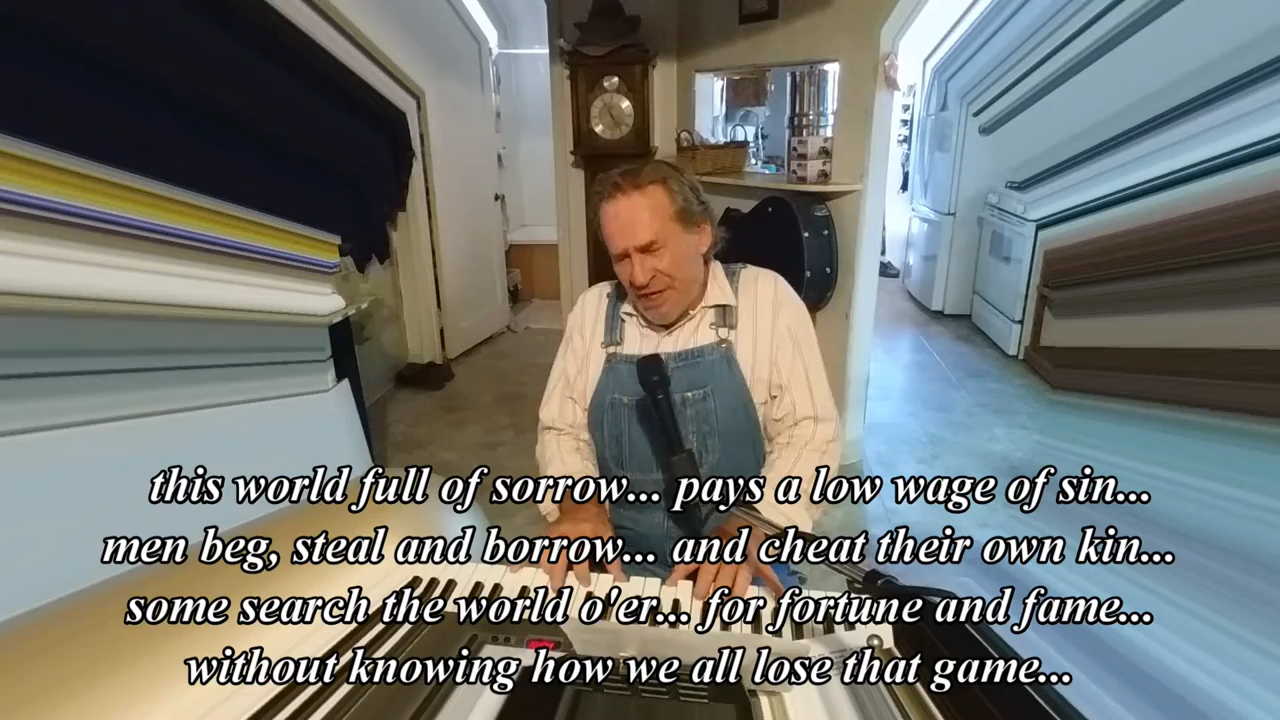 this world full of sorrow... pays a low wage of sin...
men beg, steal and borrow... and cheat their own kin...
some search the world o'er... for fortune and fame...
without knowing how we all lose that game...